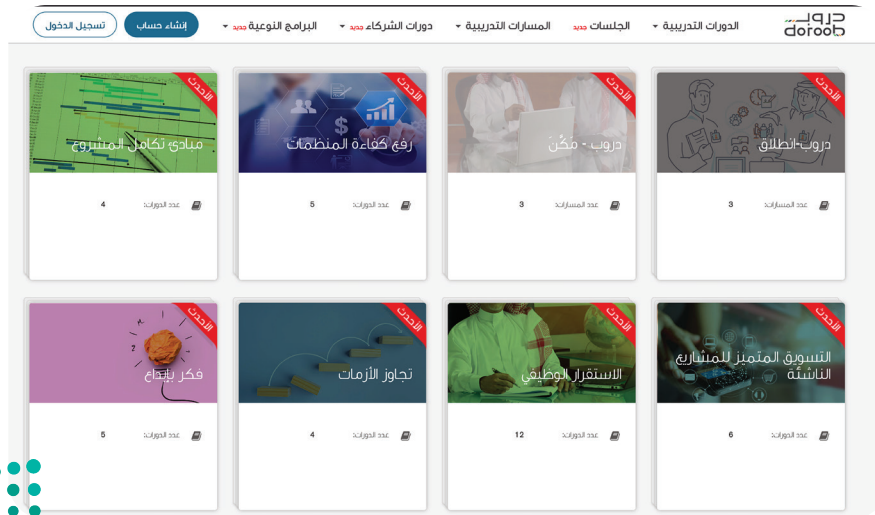 دروب
doroob
الدورات التدريبية
الجلسات جديد
المسارات التدريبية
دورات الشركاء جديد
البرامج النوعية جديد
إنشاء حساب
تسجيل الدخول
الأحدث
دروب-انطلاق
عدد المسارات: 3
الأحدث
دروب - مَكِّن
عدد المسارات: 3
الأحدث
رفع كفاءة المنظمات
عدد الدورات: 5
الأحدث
مبادئ تكامل المشروع
عدد الدورات: 4
الأحدث
التسويق المتميز للمشاريع
الناشئة
عدد الدورات: 6
الأحدث
الاستقرار الوظيفي
عدد الدورات: 12
الأحدث
تجاوز الأزمات
عدد الدورات: 4
الأحدث
فكر بإبداع
عدد الدورات: 5